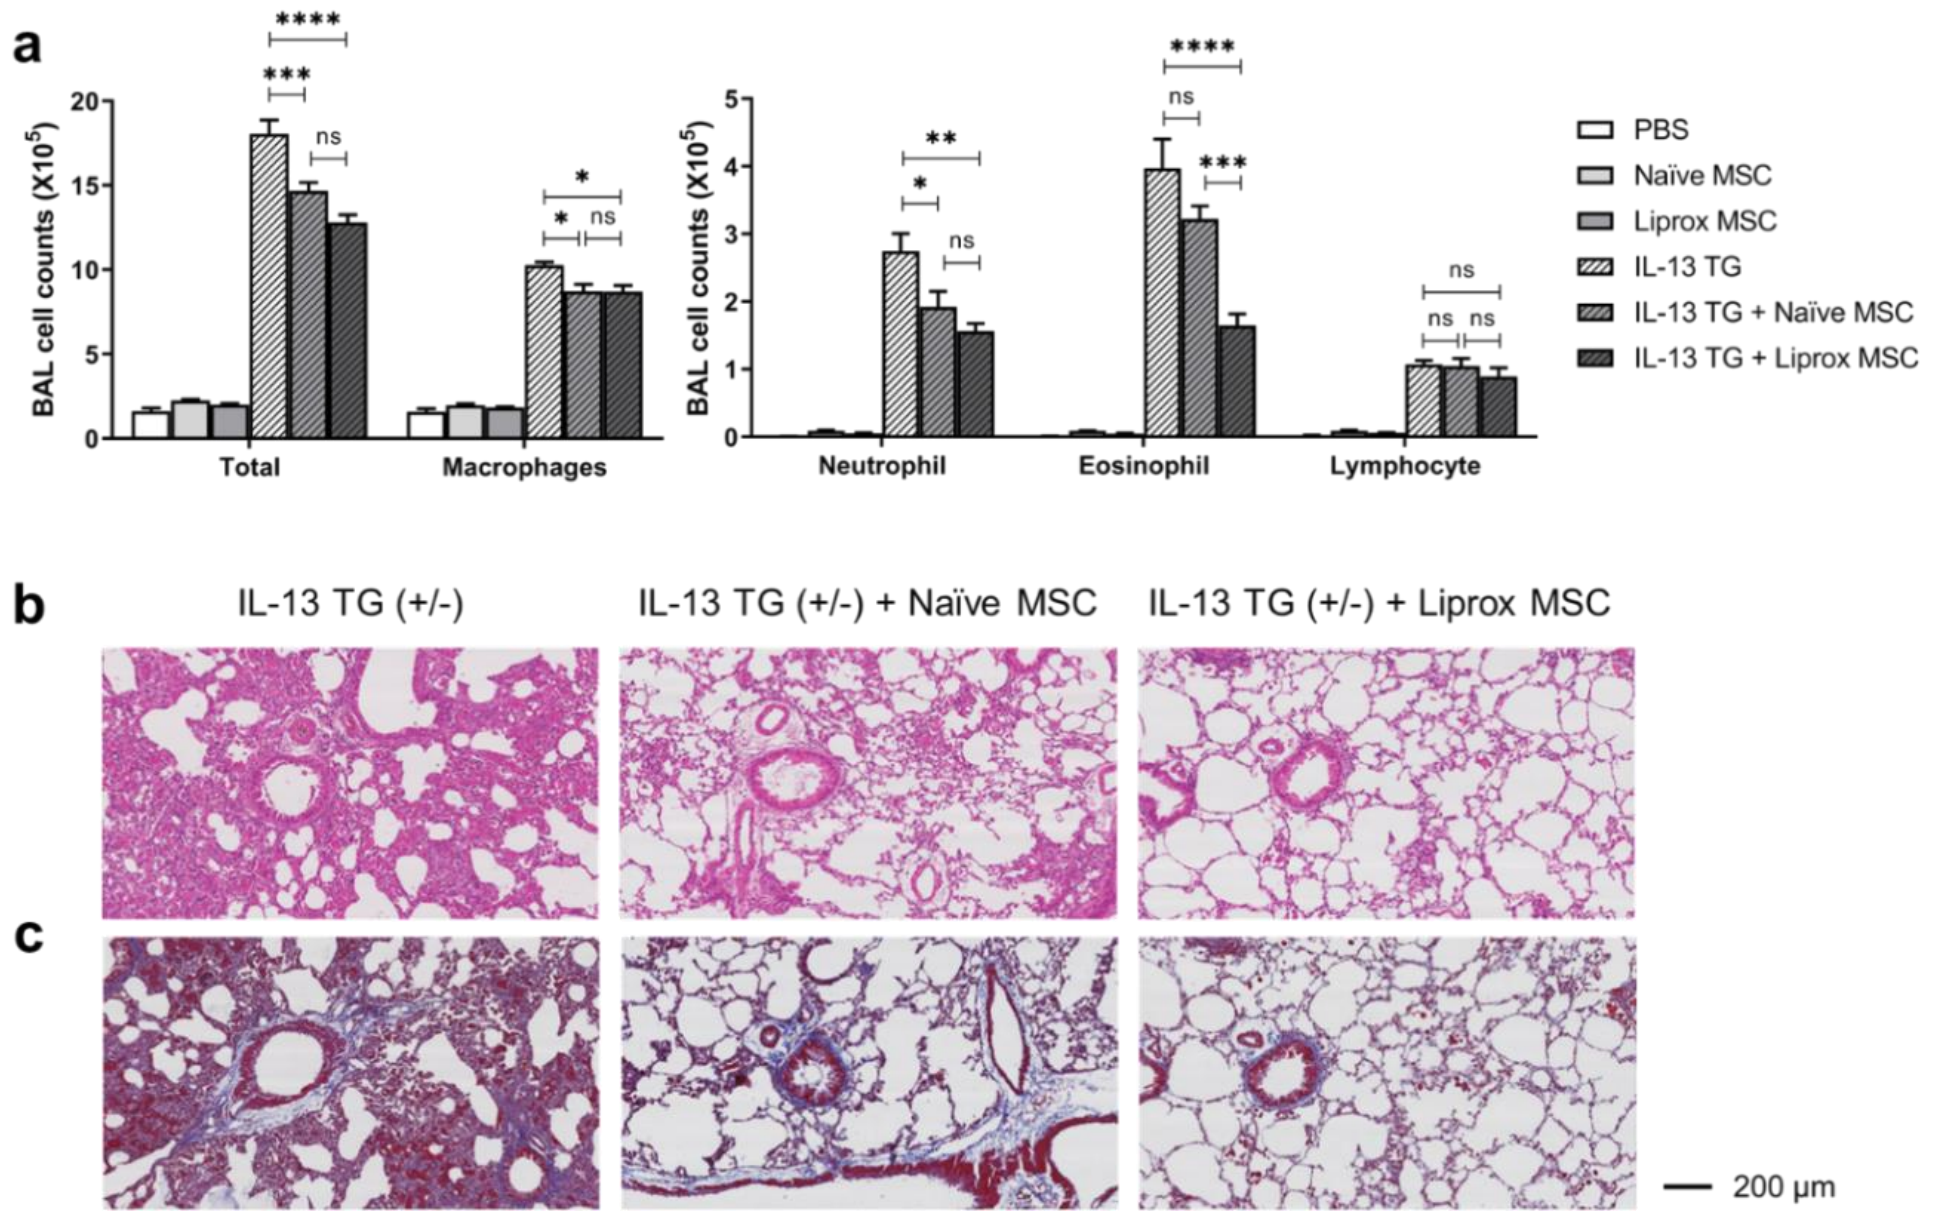 a
****
***
ns
*
*
ns
20
15
10
5
0
BAL cell counts (X10⁵)
Total
Macrophages
**
*
ns
****
ns
***
ns
ns
ns
5
4
3
2
1
0
BAL cell counts (X10⁵)
Neutrophil
Eosinophil
Lymphocyte
PBS
Naïve MSC
Liprox MSC
IL-13 TG
IL-13 TG + Naïve MSC
IL-13 TG + Liprox MSC
b
IL-13 TG (+/-)
IL-13 TG (+/-) + Naïve MSC
IL-13 TG (+/-) + Liprox MSC
c
200 µm